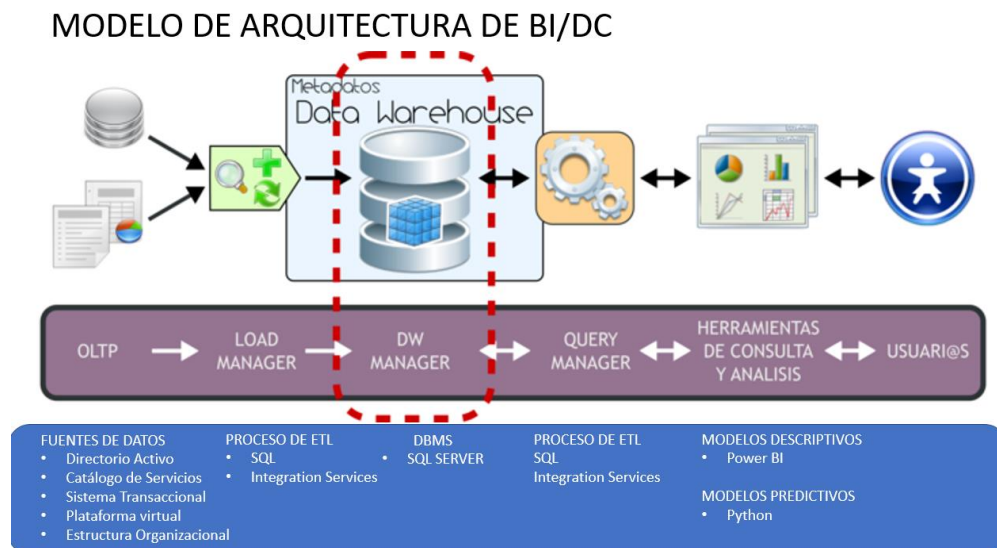 MODELO DE ARQUITECTURA DE BI/DC
Metadatos
Data Warehouse
OLTP
LOAD
MANAGER
DW
MANAGER
QUERY
MANAGER
HERRAMIENTAS
DE CONSULTA
Y ANALISIS
USUARI@S
FUENTES DE DATOS
• Directorio Activo
• Catálogo de Servicios
• Sistema Transaccional
• Plataforma virtual
• Estructura Organizacional
PROCESO DE ETL
• SQL
• Integration Services
DBMS
• SQL SERVER
PROCESO DE ETL
SQL
Integration Services
MODELOS DESCRIPTIVOS
• Power BI
MODELOS PREDICTIVOS
• Python